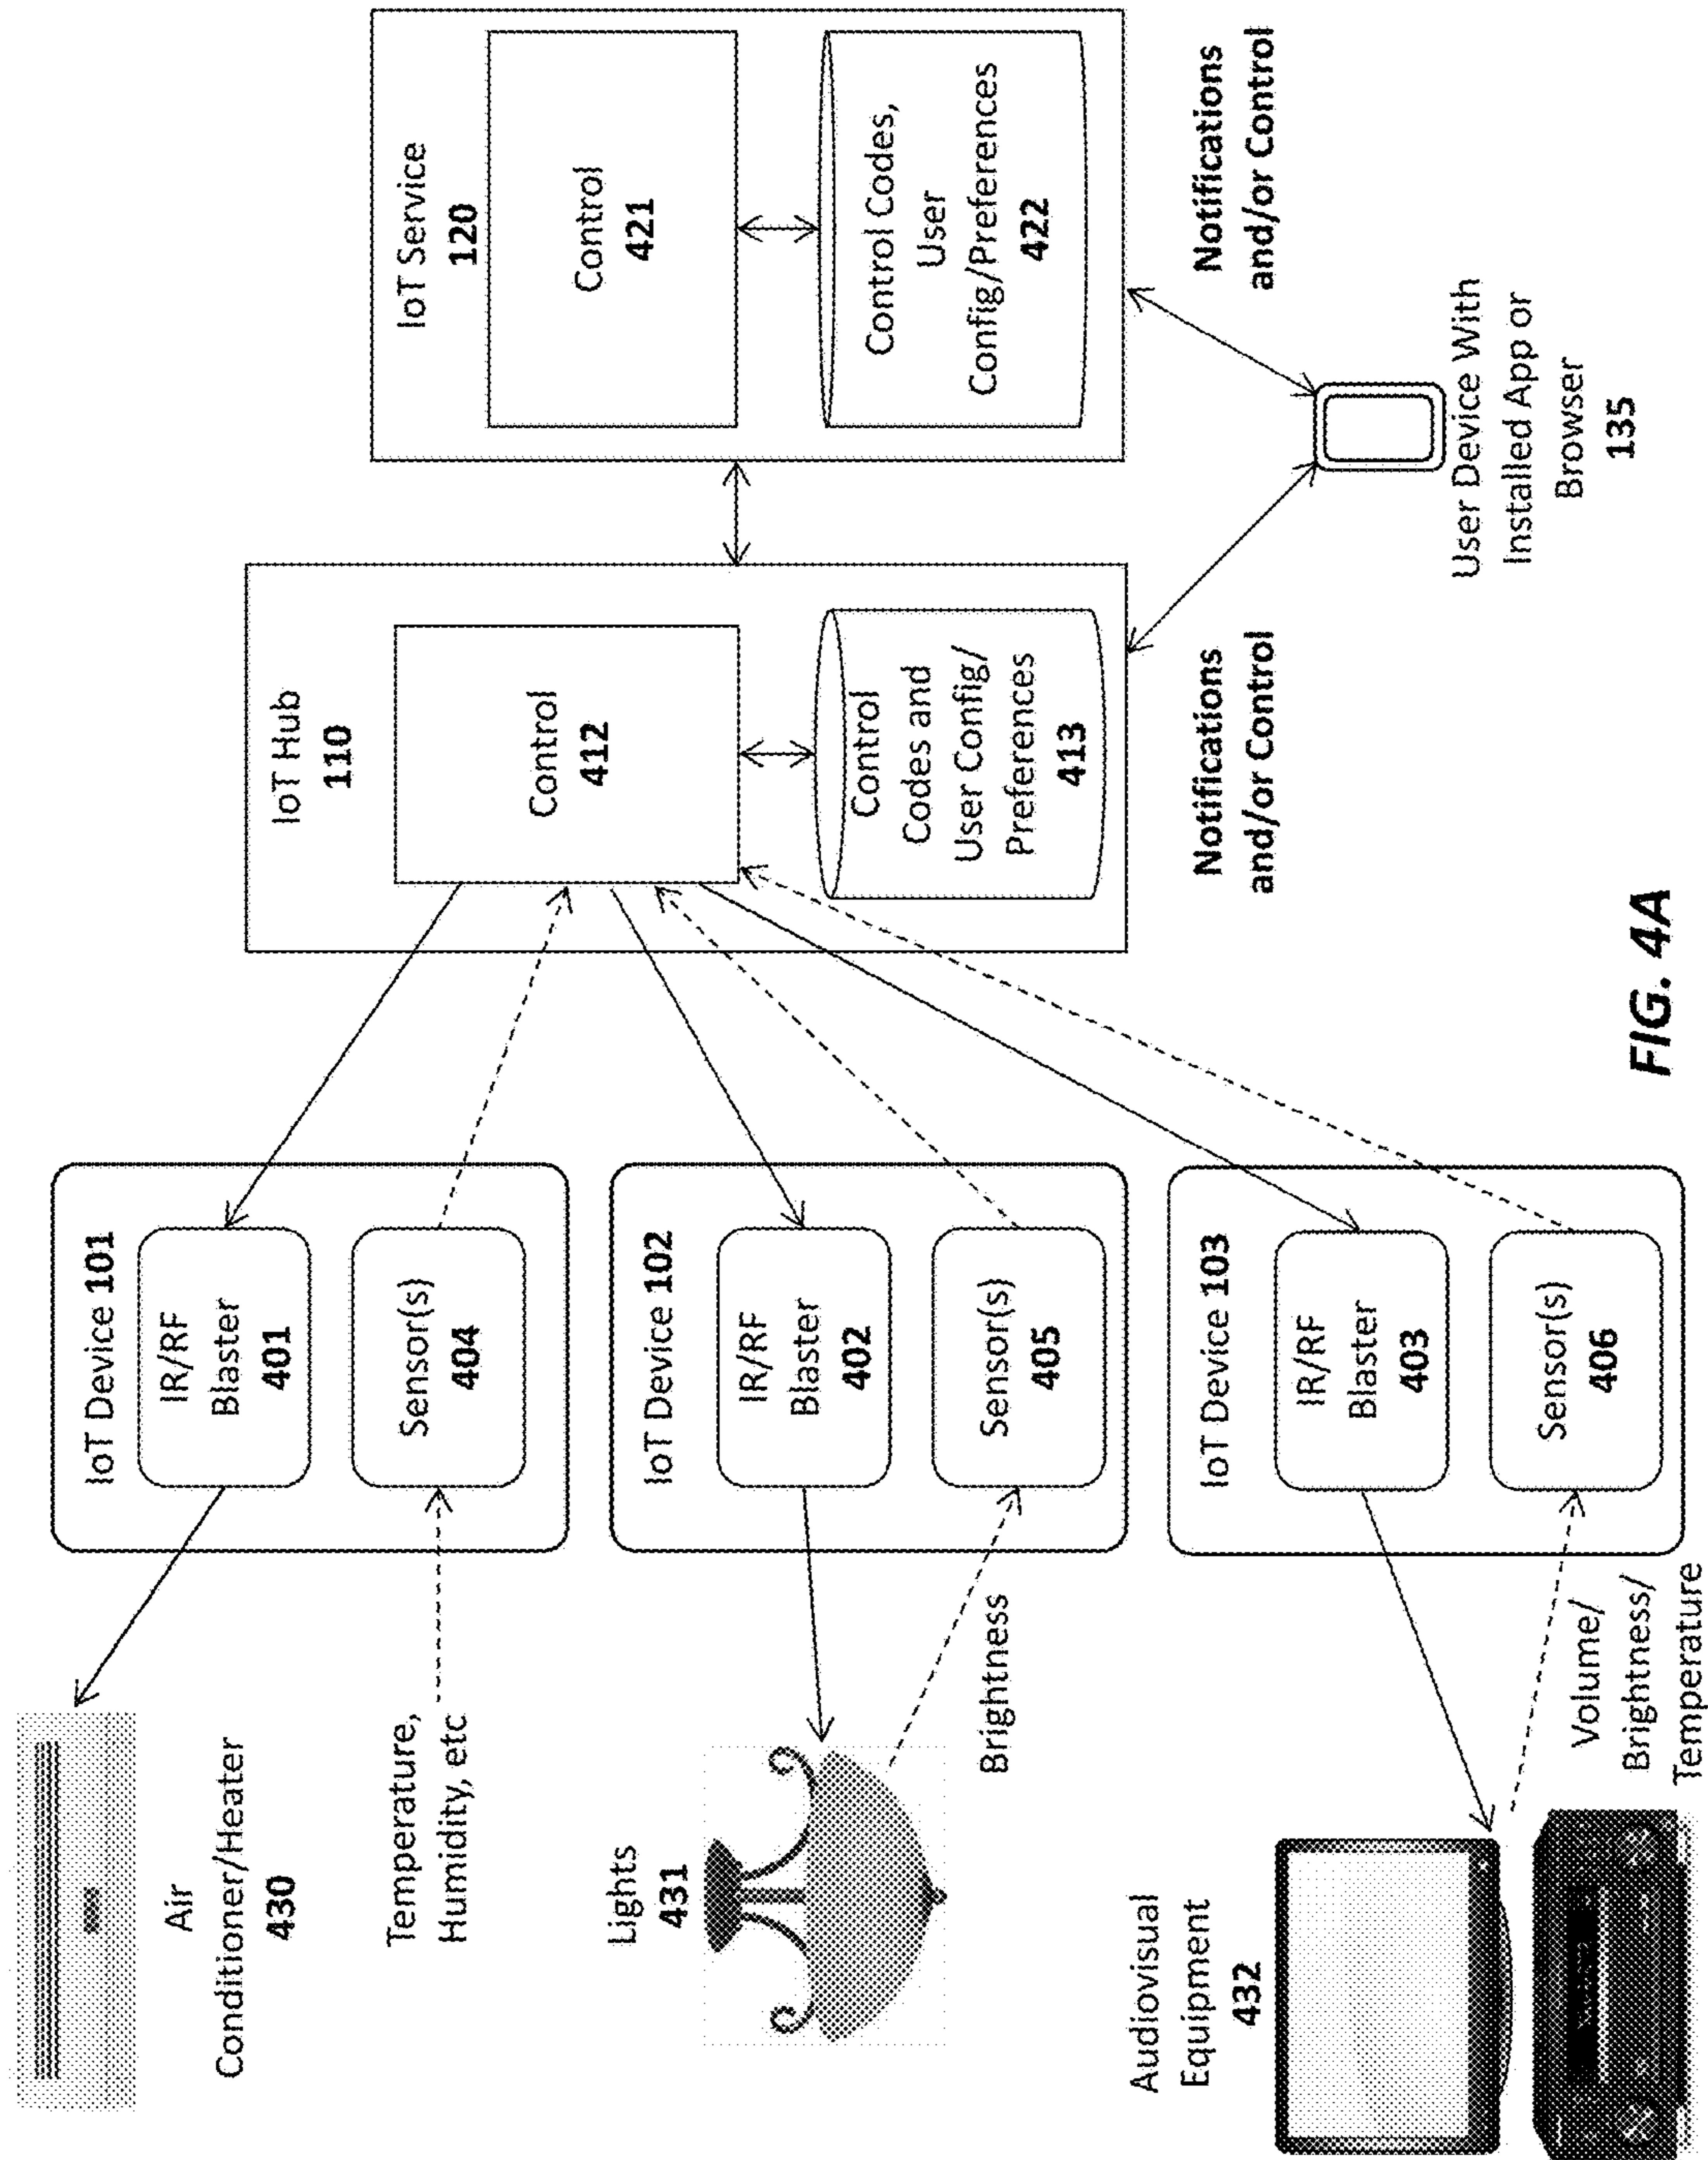 Air
Conditioner/Heater
430
Temperature,
Humidity, etc
Lights
431
Brightness
Audiovisual
Equipment
432
Volume/
Brightness/
Temperature
IoT Device 101
IR/RF
Blaster
401
Sensor(s)
404
IoT Device 102
IR/RF
Blaster
402
Sensor(s)
405
IoT Device 103
IR/RF
Blaster
403
Sensor(s)
406
IoT Hub
110
Control
412
Control
Codes and
User Config/
Preferences
413
Notifications
and/or Control
IoT Service
120
Control
421
Control Codes,
User
Config/Preferences
422
Notifications
and/or Control
User Device With
Installed App or
Browser
135
FIG. 4A